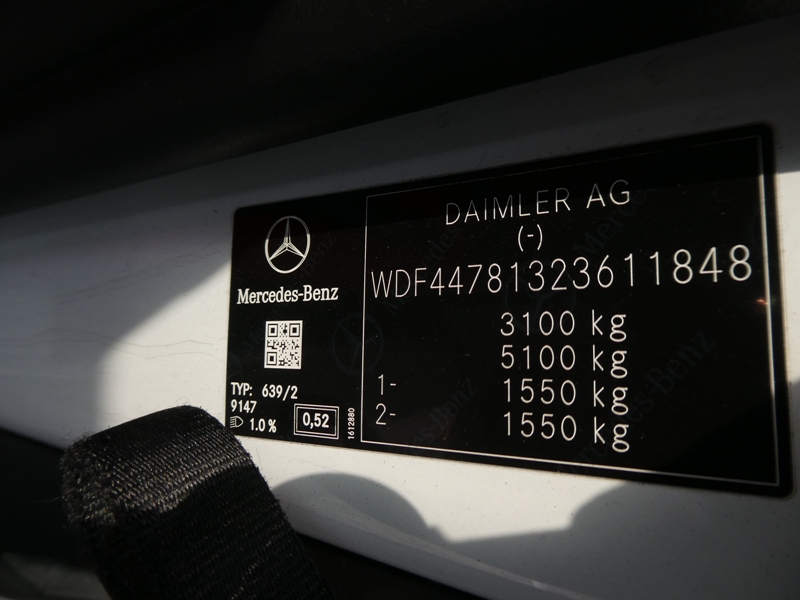 DAIMLER AG
(-)
WDF44781323611848
3100 kg
5100 kg
1- 1550 kg
2- 1550 kg
Mercedes-Benz
TYP: 639/2
9147
1.0 %
0,52
1612880